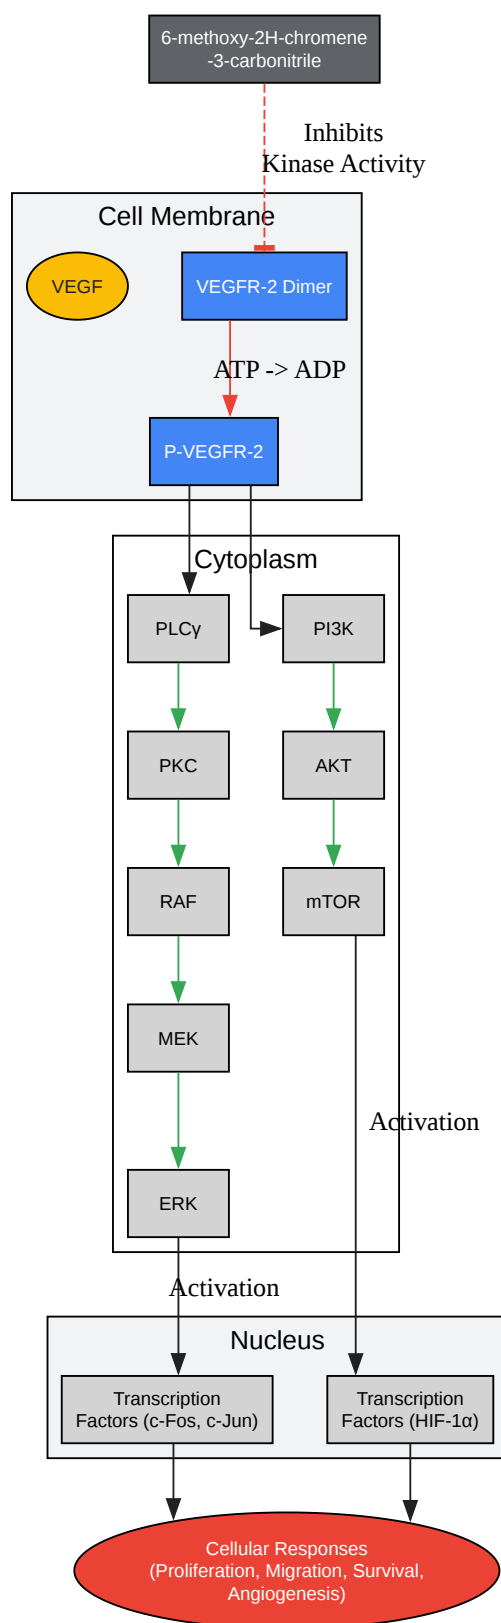 6-methoxy-2H-chromene
-3-carbonitrile
Inhibits
Kinase Activity
Cell Membrane
VEGF
VEGFR-2 Dimer
ATP -> ADP
P-VEGFR-2
Cytoplasm
PLCγ
PI3K
PKC
AKT
RAF
mTOR
MEK
Activation
ERK
Activation
Nucleus
Transcription
Factors (c-Fos, c-Jun)
Transcription
Factors (HIF-1α)
Cellular Responses
(Proliferation, Migration, Survival,
Angiogenesis)